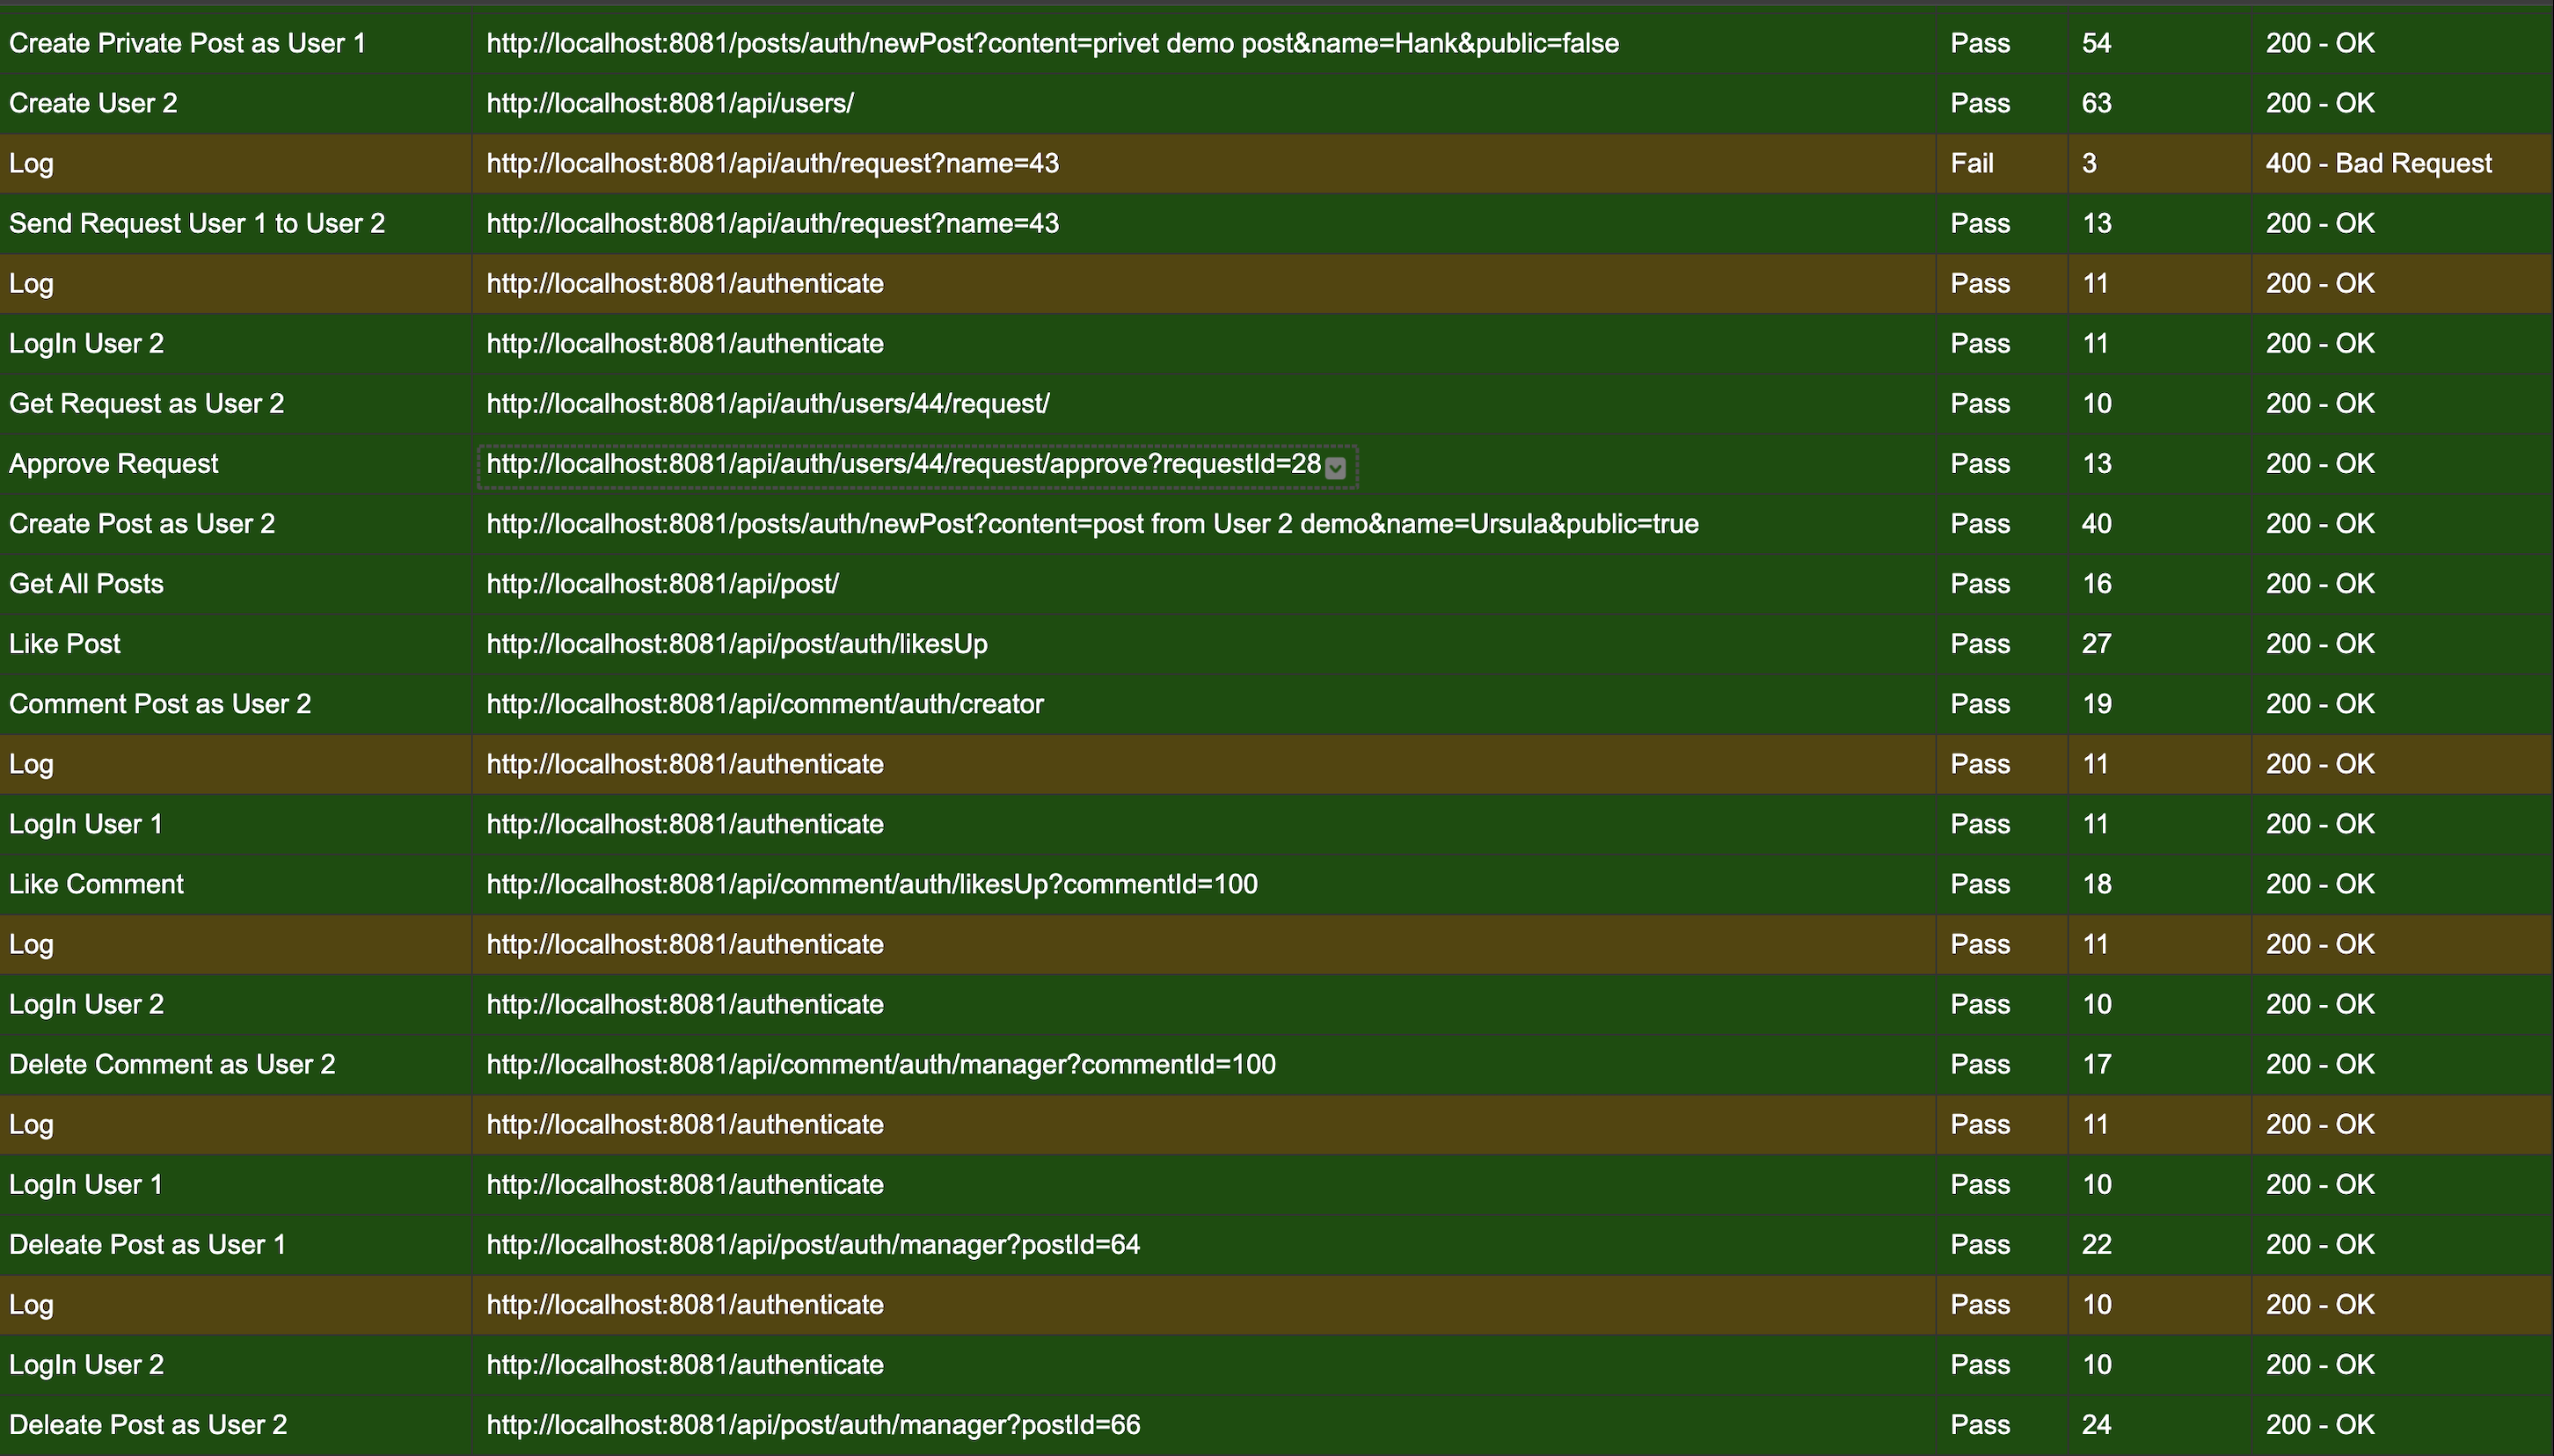 Create Private Post as User 1 http://localhost:8081/posts/auth/newPost?content=privet demo post&name=Hank&public=false Pass 54 200 - OK
Create User 2 http://localhost:8081/api/users/ Pass 63 200 - OK
Log http://localhost:8081/api/auth/request?name=43 Fail 3 400 - Bad Request
Send Request User 1 to User 2 http://localhost:8081/api/auth/request?name=43 Pass 13 200 - OK
Log http://localhost:8081/authenticate Pass 11 200 - OK
LogIn User 2 http://localhost:8081/authenticate Pass 11 200 - OK
Get Request as User 2 http://localhost:8081/api/auth/users/44/request/ Pass 10 200 - OK
Approve Request http://localhost:8081/api/auth/users/44/request/approve?requestId=28 Pass 13 200 - OK
Create Post as User 2 http://localhost:8081/posts/auth/newPost?content=post from User 2 demo&name=Ursula&public=true Pass 40 200 - OK
Get All Posts http://localhost:8081/api/post/ Pass 16 200 - OK
Like Post http://localhost:8081/api/post/auth/likesUp Pass 27 200 - OK
Comment Post as User 2 http://localhost:8081/api/comment/auth/creator Pass 19 200 - OK
Log http://localhost:8081/authenticate Pass 11 200 - OK
LogIn User 1 http://localhost:8081/authenticate Pass 11 200 - OK
Like Comment http://localhost:8081/api/comment/auth/likesUp?commentId=100 Pass 18 200 - OK
Log http://localhost:8081/authenticate Pass 11 200 - OK
LogIn User 2 http://localhost:8081/authenticate Pass 10 200 - OK
Delete Comment as User 2 http://localhost:8081/api/comment/auth/manager?commentId=100 Pass 17 200 - OK
Log http://localhost:8081/authenticate Pass 11 200 - OK
LogIn User 1 http://localhost:8081/authenticate Pass 10 200 - OK
Deleate Post as User 1 http://localhost:8081/api/post/auth/manager?postId=64 Pass 22 200 - OK
Log http://localhost:8081/authenticate Pass 10 200 - OK
LogIn User 2 http://localhost:8081/authenticate Pass 10 200 - OK
Deleate Post as User 2 http://localhost:8081/api/post/auth/manager?postId=66 Pass 24 200 - OK